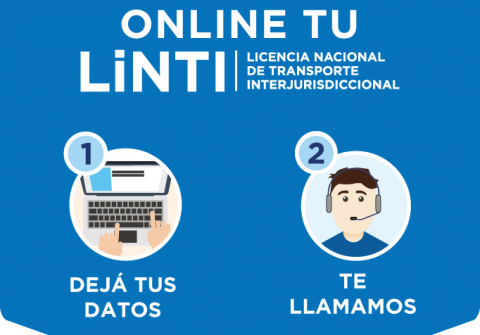 ONLINE TU
LiNTI
LICENCIA NACIONAL
DE TRANSPORTE
INTERJURISDICCIONAL
1
2
DEJÁ TUS
DATOS
TE
LLAMAMOS